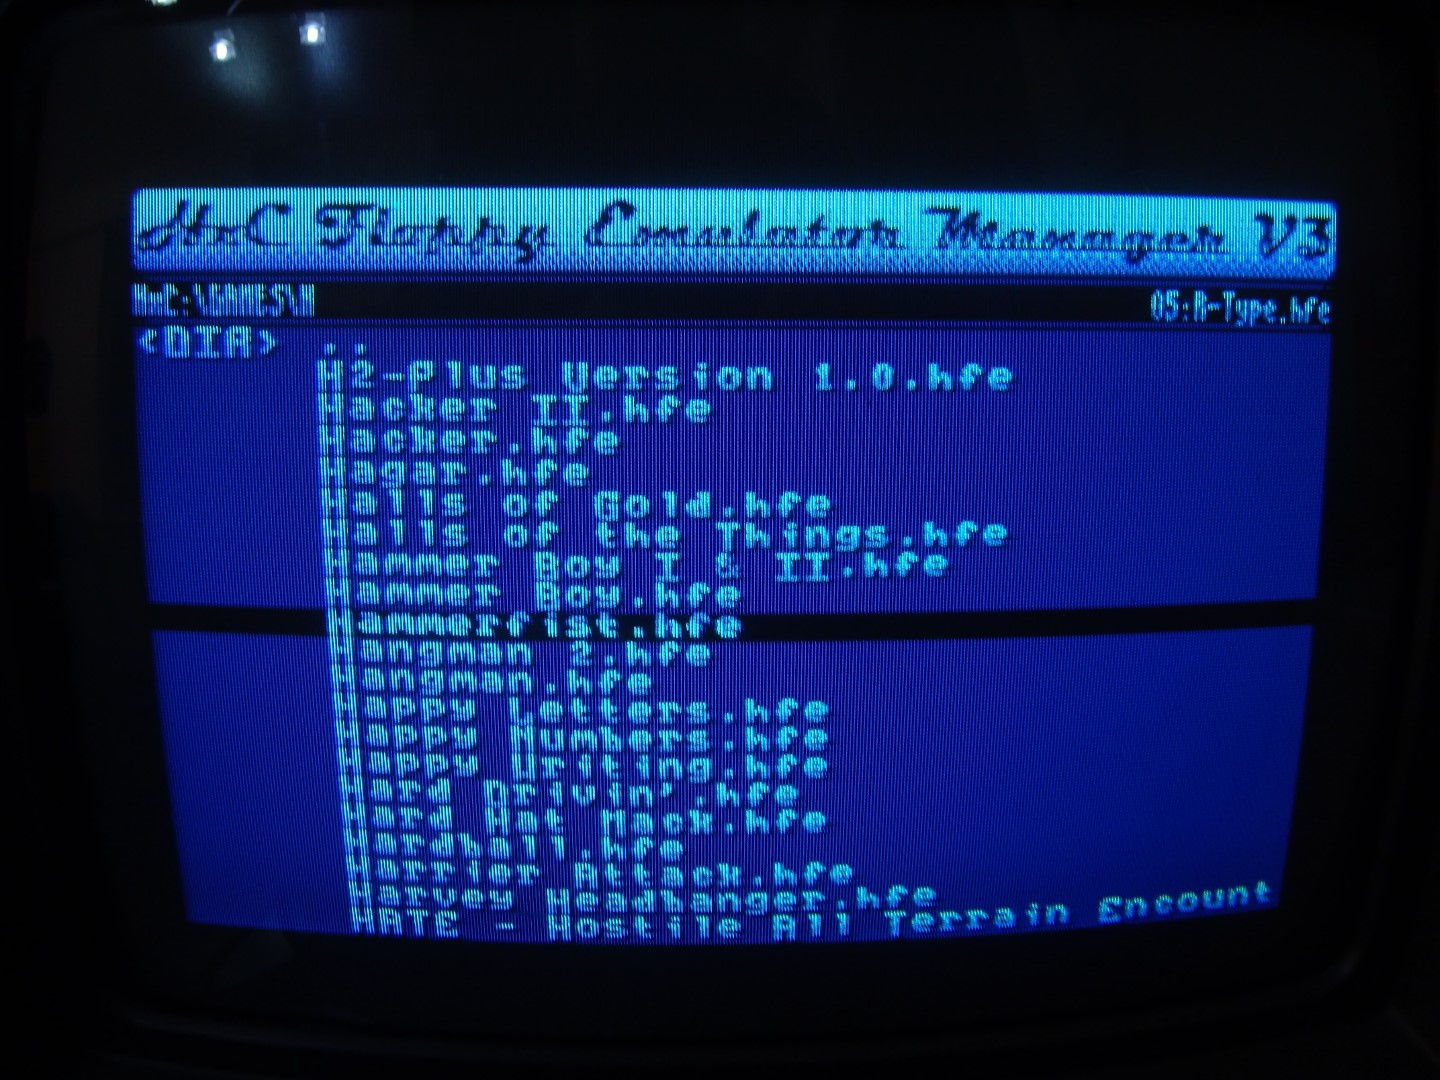 HxC Floppy Emulator Manager V3
HxC:\GAMES\H 05:R-Type.hfe
<DIR> ..
H2-Plus Version 1.0.hfe
Hacker II.hfe
Hacker.hfe
Hagar.hfe
Halls of Gold.hfe
Halls of the Things.hfe
Hammer Boy I & II.hfe
Hammer Boy.hfe
Hammerfist.hfe
Hangman 2.hfe
Hangman.hfe
Happy Letters.hfe
Happy Numbers.hfe
Happy Writing.hfe
Hard Drivin'.hfe
Hard Hat Mack.hfe
Hardball.hfe
Harrier Attack.hfe
Harvey Headbanger.hfe
HATE - Hostile All Terrain Encount